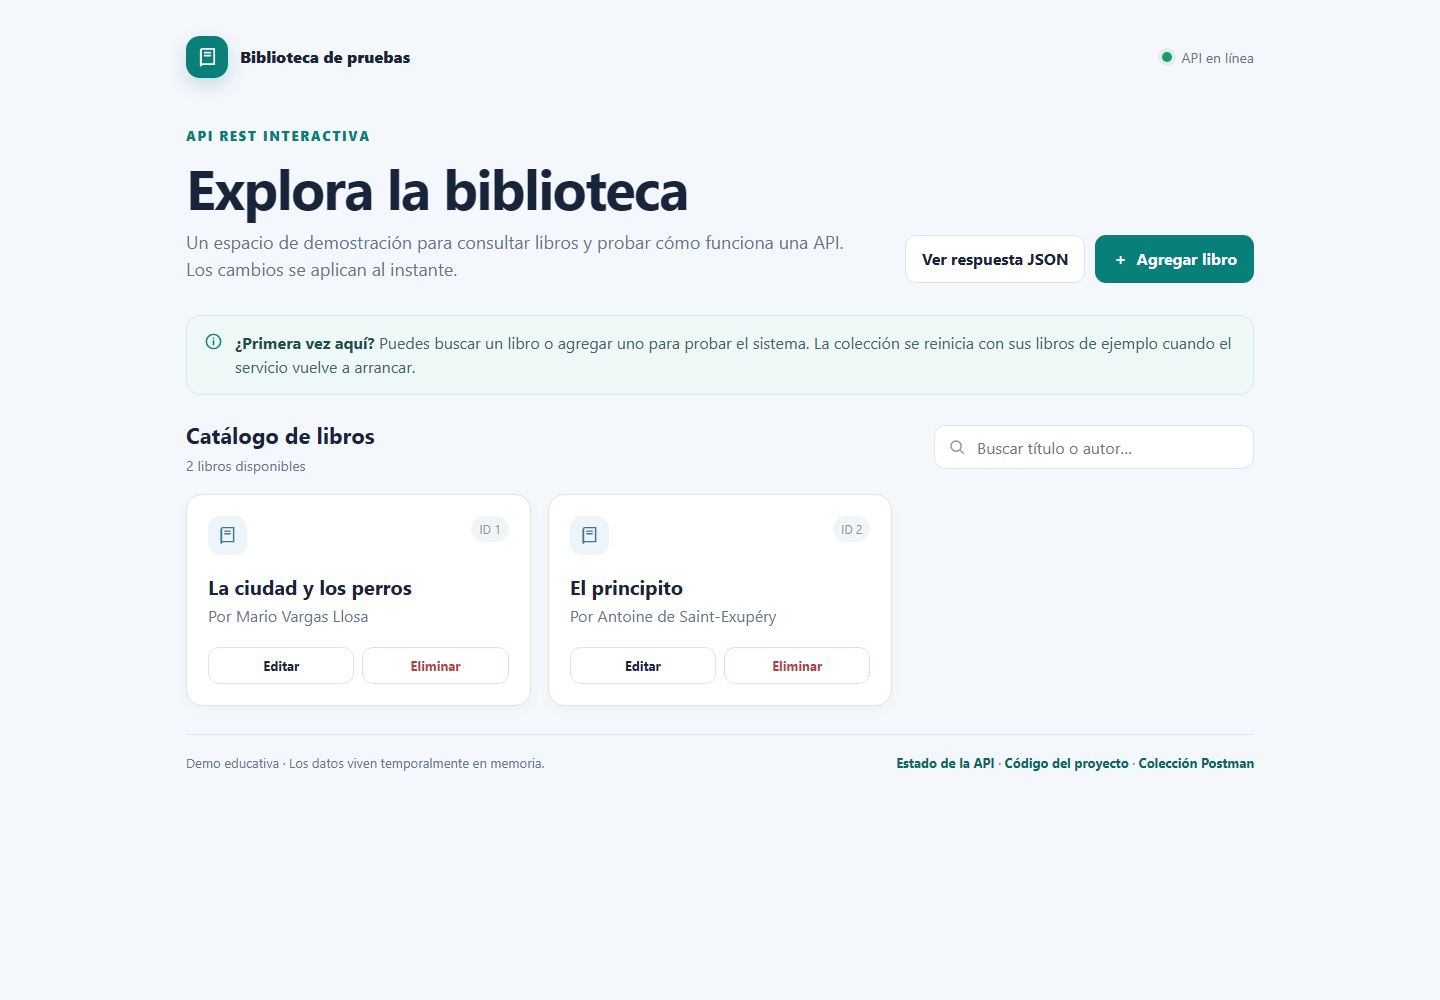 Biblioteca de pruebas
API en línea
API REST INTERACTIVA
Explora la biblioteca
Un espacio de demostración para consultar libros y probar cómo funciona una API.
Los cambios se aplican al instante.
Ver respuesta JSON
+ Agregar libro
¿Primera vez aquí? Puedes buscar un libro o agregar uno para probar el sistema. La colección se reinicia con sus libros de ejemplo cuando el
servicio vuelve a arrancar.
Catálogo de libros
2 libros disponibles
Buscar título o autor...
ID 1
La ciudad y los perros
Por Mario Vargas Llosa
Editar
Eliminar
ID 2
El principito
Por Antoine de Saint-Exupéry
Editar
Eliminar
Demo educativa · Los datos viven temporalmente en memoria.
Estado de la API · Código del proyecto · Colección Postman